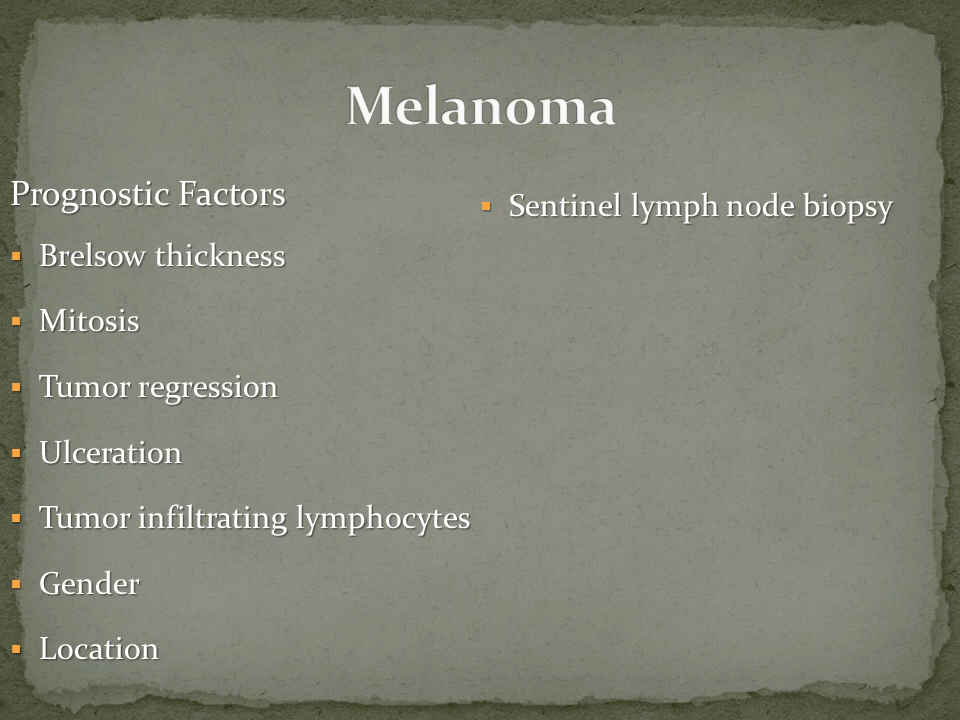 Melanoma
Prognostic Factors
▪ Brelsow thickness
▪ Mitosis
▪ Tumor regression
▪ Ulceration
▪ Tumor infiltrating lymphocytes
▪ Gender
▪ Location
▪ Sentinel lymph node biopsy